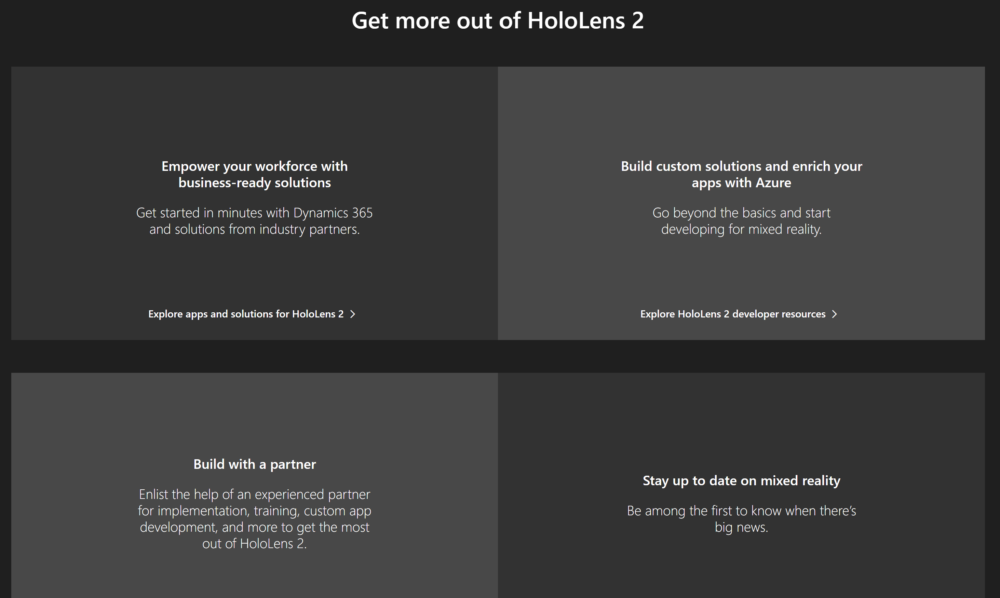 Get more out of HoloLens 2
Empower your workforce with
business-ready solutions
Get started in minutes with Dynamics 365
and solutions from industry partners.
Explore apps and solutions for HoloLens 2
Build custom solutions and enrich your
apps with Azure
Go beyond the basics and start
developing for mixed reality.
Explore HoloLens 2 developer resources
Build with a partner
Enlist the help of an experienced partner
for implementation, training, custom app
development, and more to get the most
out of HoloLens 2.
Stay up to date on mixed reality
Be among the first to know when there’s
big news.